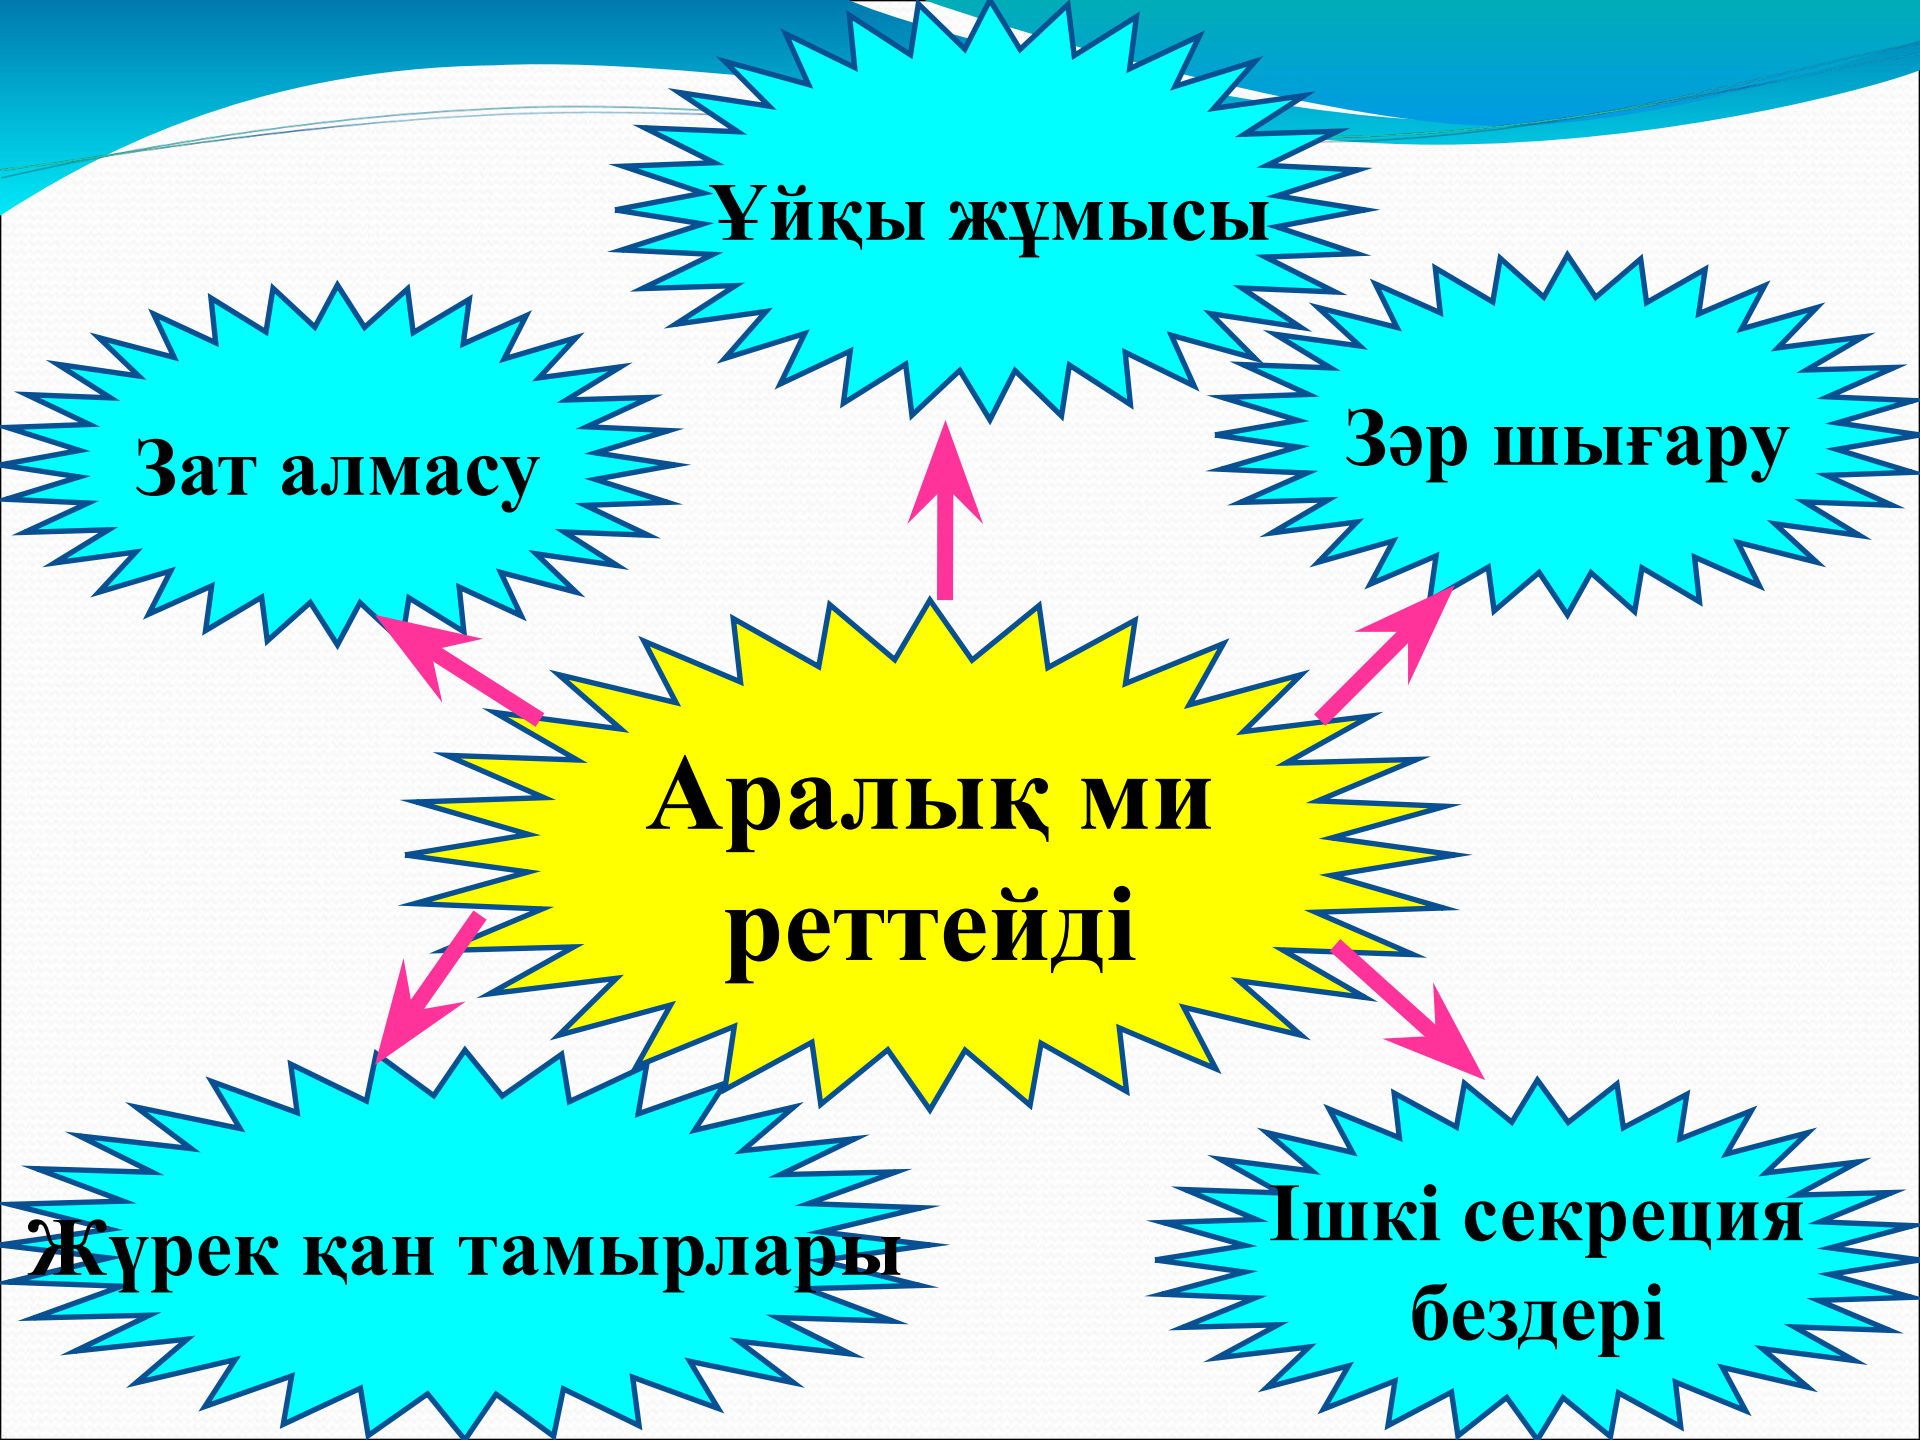 Ұйқы жұмысы
Зат алмасу
Зәр шығару
Аралық ми
реттейді
Жүрек қан тамырлары
Ішкі секреция
бездері